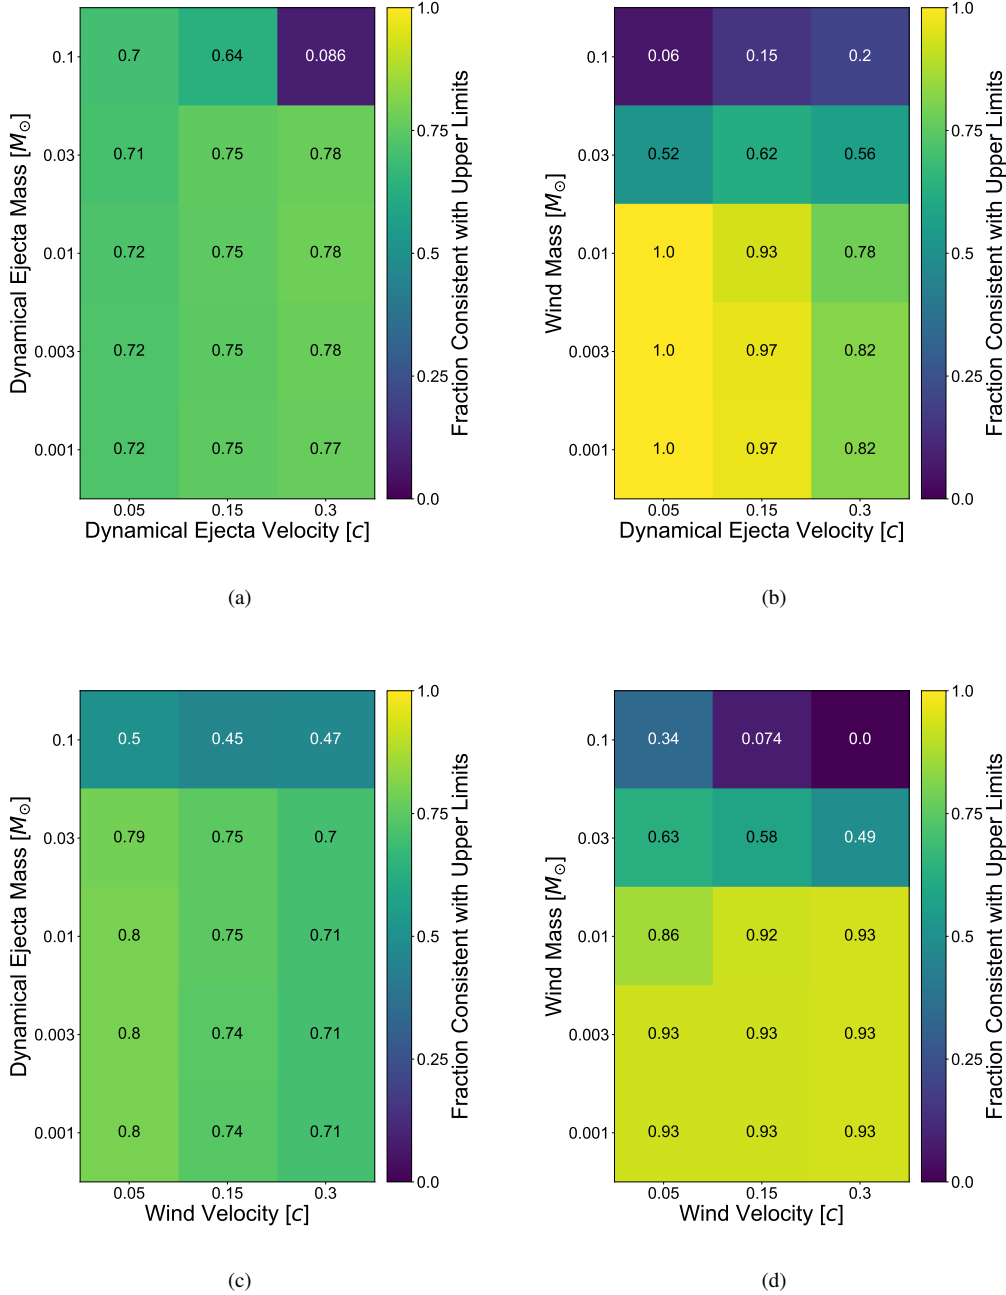 0.1
0.03
0.01
0.003
0.001
Dynamical Ejecta Mass [M⊙]
0.7 0.64 0.086
0.71 0.75 0.78
0.72 0.75 0.78
0.72 0.75 0.78
0.72 0.75 0.77
0.05 0.15 0.3
Dynamical Ejecta Velocity [c]
1.0
0.75
0.5
0.25
0.0
Fraction Consistent with Upper Limits
(a)
0.1
0.03
0.01
0.003
0.001
Wind Mass [M⊙]
0.06 0.15 0.2
0.52 0.62 0.56
1.0 0.93 0.78
1.0 0.97 0.82
1.0 0.97 0.82
0.05 0.15 0.3
Dynamical Ejecta Velocity [c]
1.0
0.75
0.5
0.25
0.0
Fraction Consistent with Upper Limits
(b)
0.1
0.03
0.01
0.003
0.001
Dynamical Ejecta Mass [M⊙]
0.5 0.45 0.47
0.79 0.75 0.7
0.8 0.75 0.71
0.8 0.74 0.71
0.8 0.74 0.71
0.05 0.15 0.3
Wind Velocity [c]
1.0
0.75
0.5
0.25
0.0
Fraction Consistent with Upper Limits
(c)
0.1
0.03
0.01
0.003
0.001
Wind Mass [M⊙]
0.34 0.074 0.0
0.63 0.58 0.49
0.86 0.92 0.93
0.93 0.93 0.93
0.93 0.93 0.93
0.05 0.15 0.3
Wind Velocity [c]
1.0
0.75
0.5
0.25
0.0
Fraction Consistent with Upper Limits
(d)